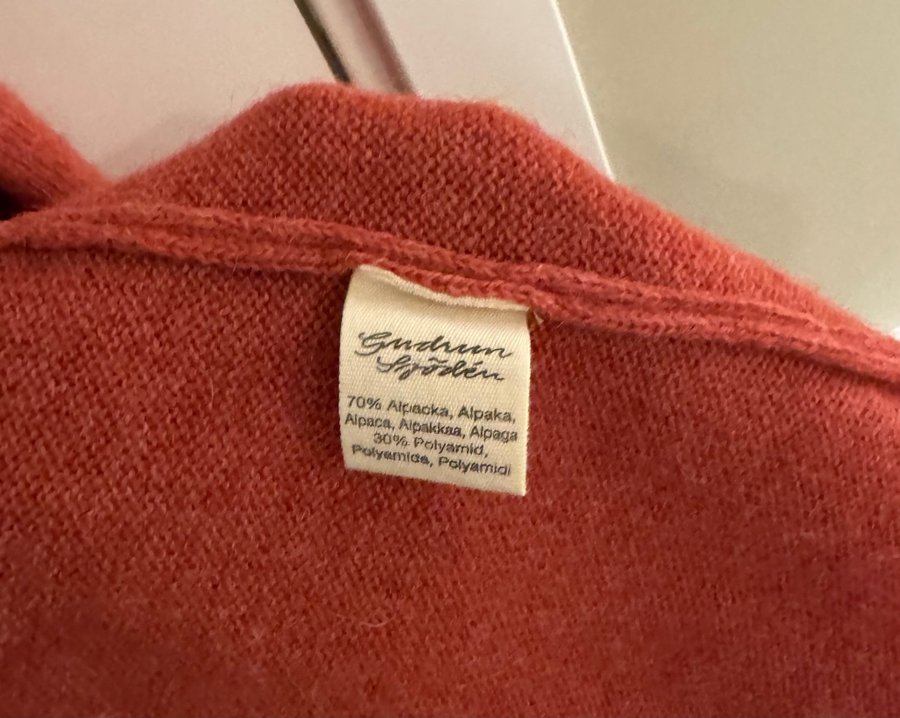 Gudrun
Sjödén
70% Alpacka, Alpaka,
Alpaca, Alpakkaa, Alpaga
30% Polyamid,
Polyamide, Polyamidi